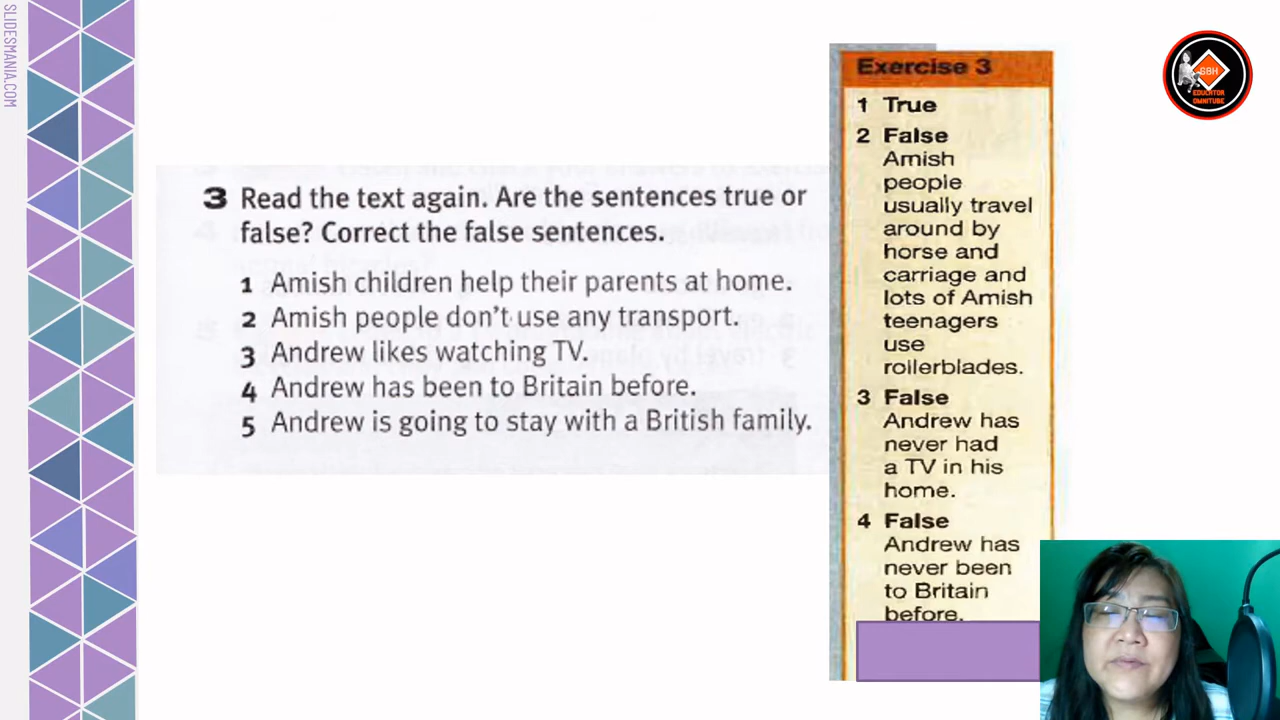 SLIDESMANIA.COM
3 Read the text again. Are the sentences true or
false? Correct the false sentences.
1 Amish children help their parents at home.
2 Amish people don't use any transport.
3 Andrew likes watching TV.
4 Andrew has been to Britain before.
5 Andrew is going to stay with a British family.
Exercise 3
1 True
2 False
Amish
people
usually travel
around by
horse and
carriage and
lots of Amish
teenagers
use
rollerblades.
3 False
Andrew has
never had
a TV in his
home.
4 False
Andrew has
never been
to Britain
before.
SBH
EDUCATOR
OMNITUBE